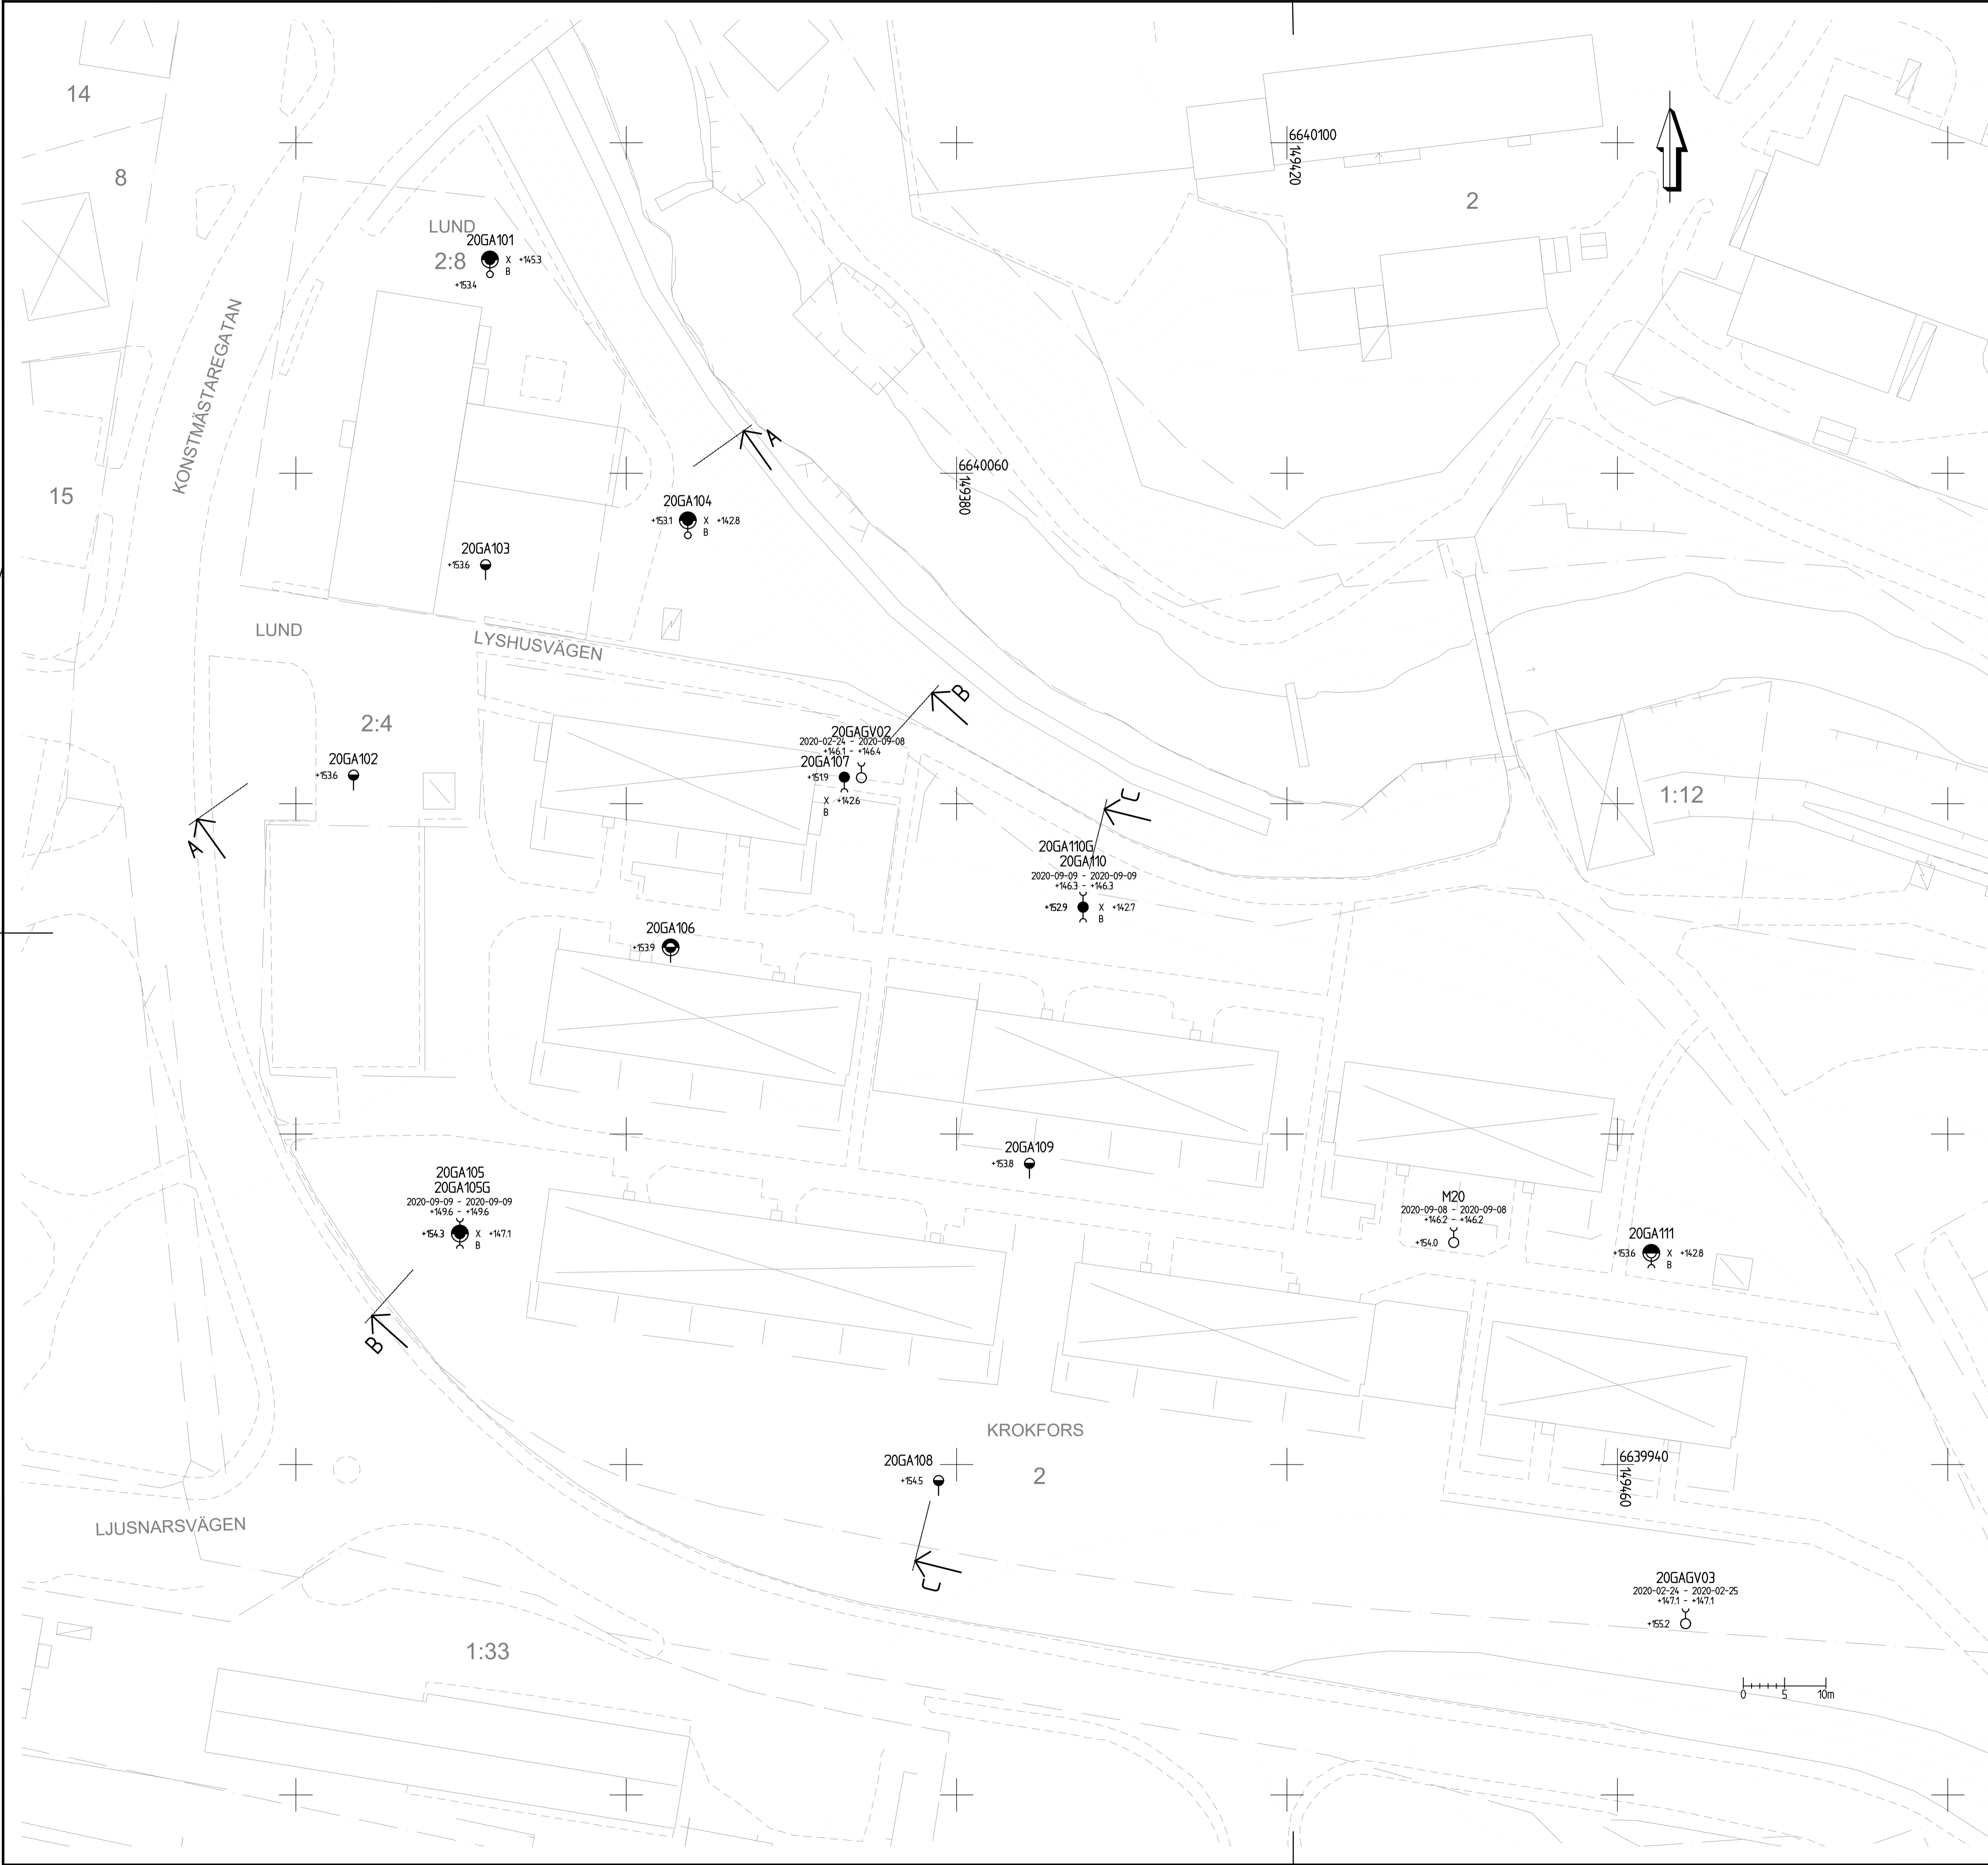 14
6640100
149420
8
2
LUND
20GA101
2:8
X +145.3
B
+153.4
KONSTMÄSTAREGATAN
A
6640060
149380
15
20GA104
+153.1 X +142.8
B
20GA103
+153.6
LUND
LYSHUSVÄGEN
B
2:4
20GAGV02
2020-02-24 - 2020-09-08
+146.1 - +146.4
20GA102
+153.6
20GA107
+151.9
X +142.6
B
C
1:12
A
20GA110G
20GA110
2020-09-09 - 2020-09-09
+146.3 - +146.3
+152.9 X +142.7
B
20GA106
+153.9
20GA109
+153.8
20GA105
20GA105G
2020-09-09 - 2020-09-09
+149.6 - +149.6
+154.3 X +147.1
B
M20
2020-09-08 - 2020-09-08
+146.2 - +146.2
+154.0
20GA111
+153.6 X +142.8
B
B
KROKFORS
2
20GA108
+154.5
6639940
149460
LJUSNARSVÄGEN
C
20GAGV03
2020-02-24 - 2020-02-25
+147.1 - +147.1
+155.2
1:33
0 5 10m